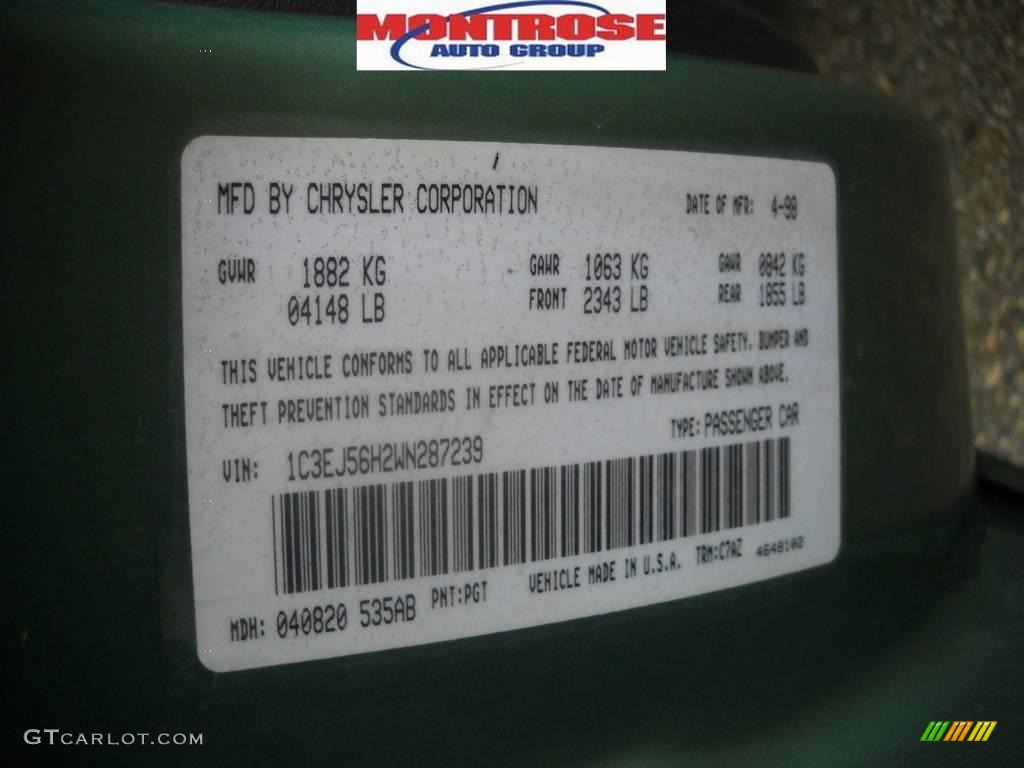 MONTROSE
AUTO GROUP
MFD BY CHRYSLER CORPORATION DATE OF MFR: 4-98
GVWR 1882 KG GAWR 1063 KG GAWR 0842 KG
04148 LB FRONT 2343 LB REAR 1855 LB
THIS VEHICLE CONFORMS TO ALL APPLICABLE FEDERAL MOTOR VEHICLE SAFETY, BUMPER AND
THEFT PREVENTION STANDARDS IN EFFECT ON THE DATE OF MANUFACTURE SHOWN ABOVE.
VIN: 1C3EJ56H2WN287239 TYPE: PASSENGER CAR
MDH: 040820 535AB PNT:PGT VEHICLE MADE IN U.S.A. TRM:C7AZ 4648102
GTCARLOT.COM